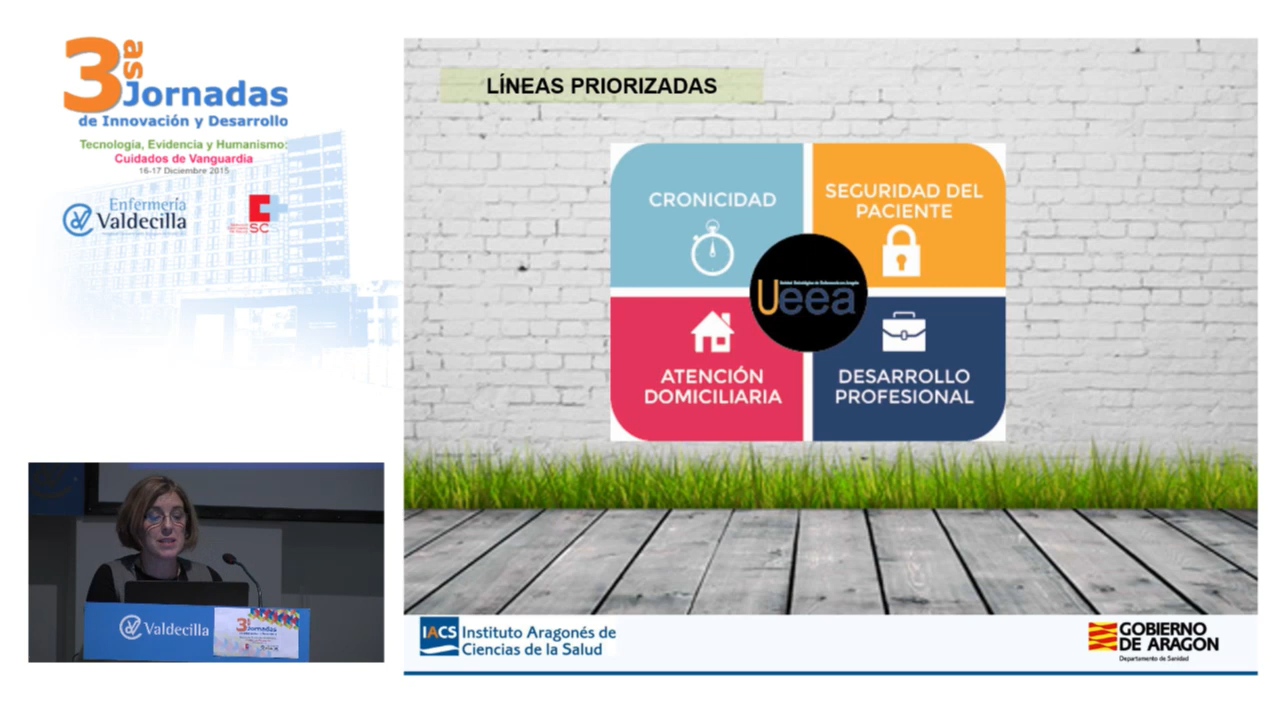 3as
Jornadas
de Innovación y Desarrollo
Tecnología, Evidencia y Humanismo:
Cuidados de Vanguardia
16-17 Diciembre 2015
Enfermería
Valdecilla
SC
LÍNEAS PRIORIZADAS
CRONICIDAD
SEGURIDAD DEL
PACIENTE
Ueea
ATENCIÓN
DOMICILIARIA
DESARROLLO
PROFESIONAL
Valdecilla
3as
Jornadas
IACS Instituto Aragonés de
Ciencias de la Salud
GOBIERNO
DE ARAGON
Departamento de Sanidad